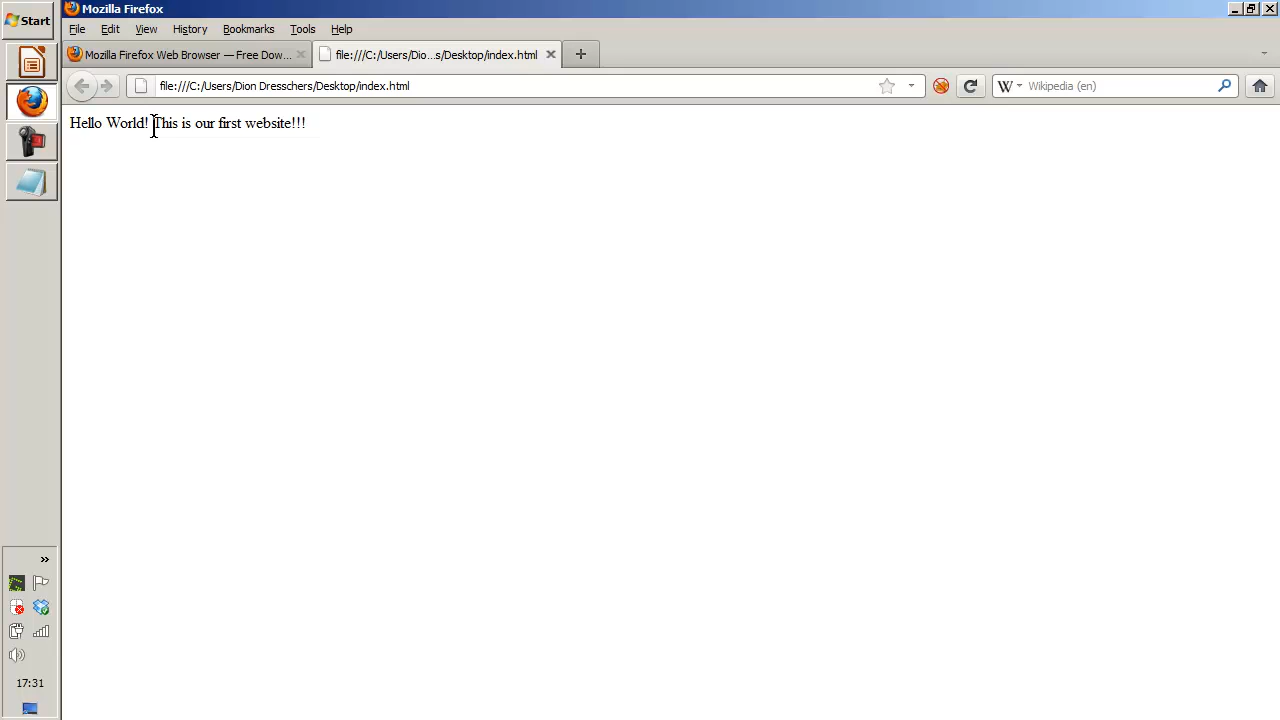 Start
Mozilla Firefox
File Edit View History Bookmarks Tools Help
Mozilla Firefox Web Browser — Free Dow...
file:///C:/Users/Dio...s/Desktop/index.html
file:///C:/Users/Dion Dresschers/Desktop/index.html
W
Wikipedia (en)
Hello World! This is our first website!!!
17:31